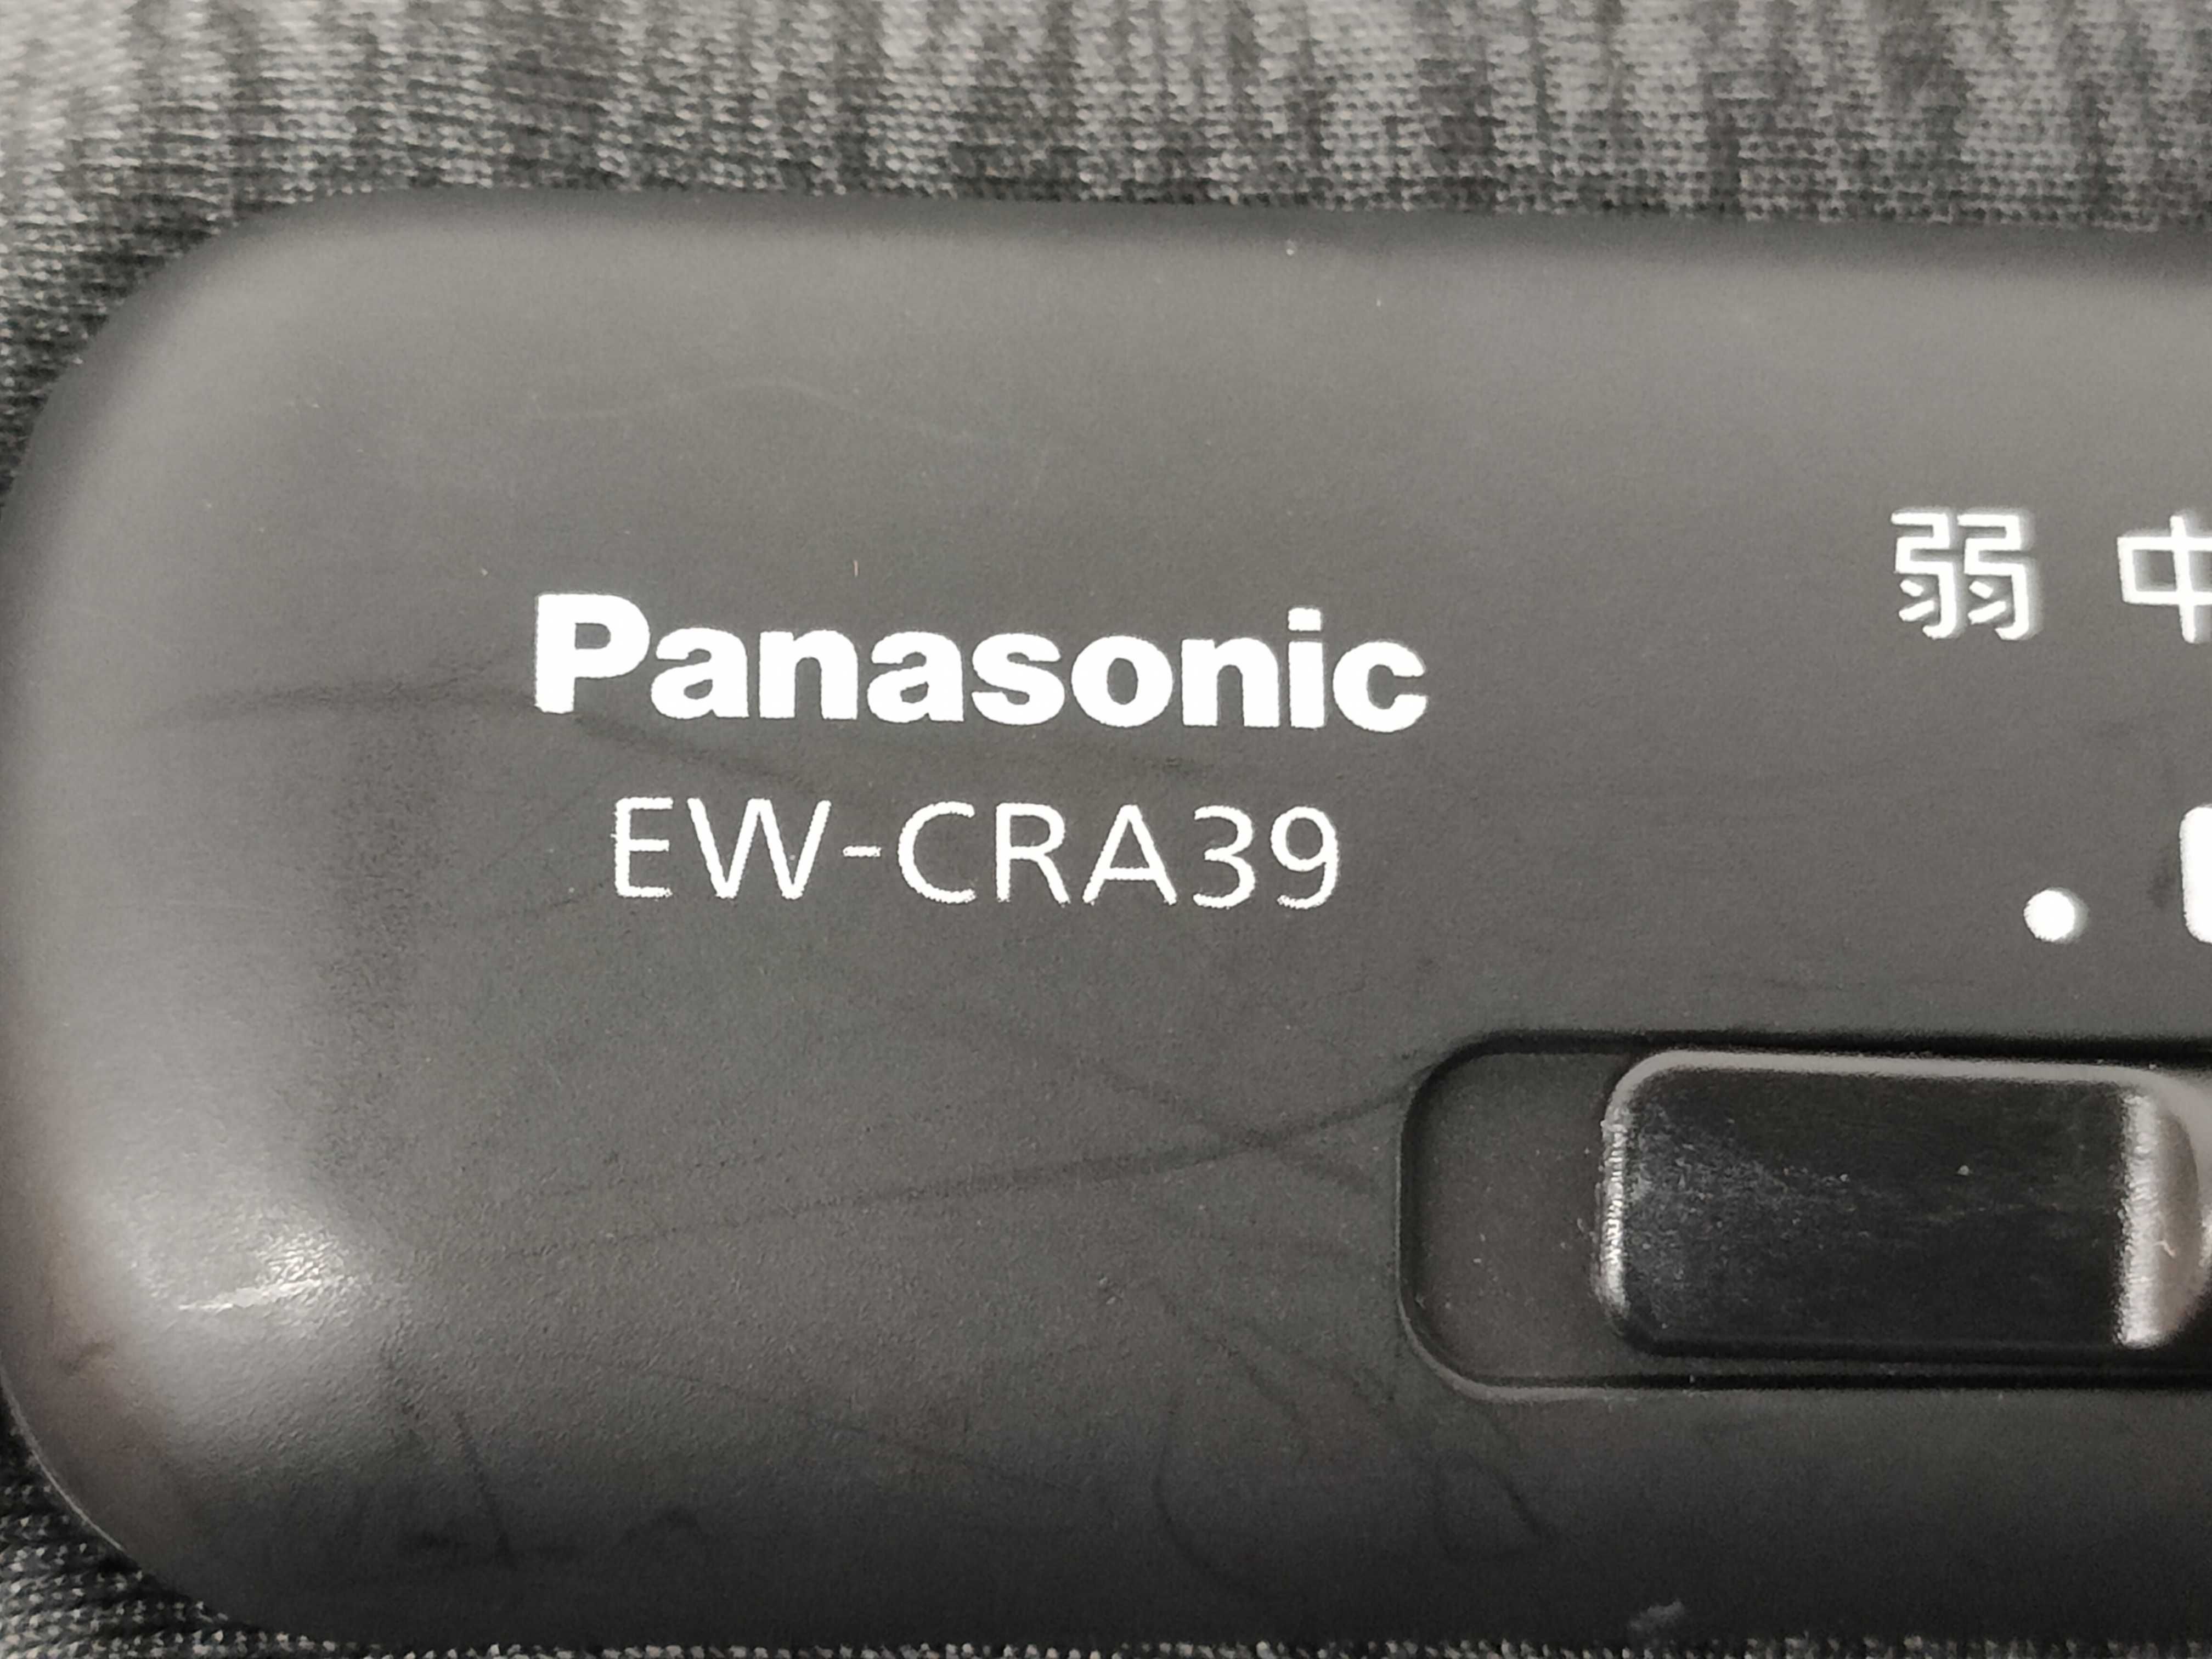 Panasonic
EW-CRA39
弱 中